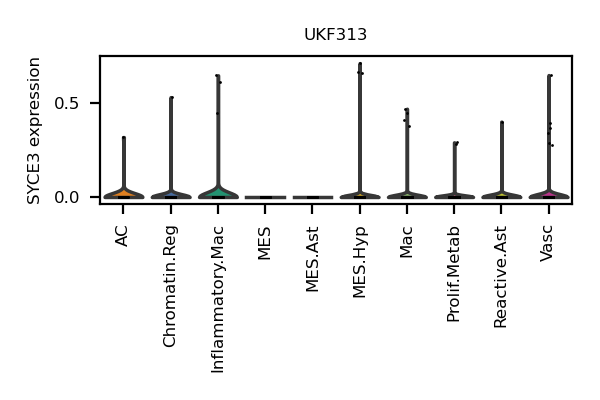 UKF313
SYCE3 expression
0.5
0.0
AC
Chromatin.Reg
Inflammatory.Mac
MES
MES.Ast
MES.Hyp
Mac
Prolif.Metab
Reactive.Ast
Vasc